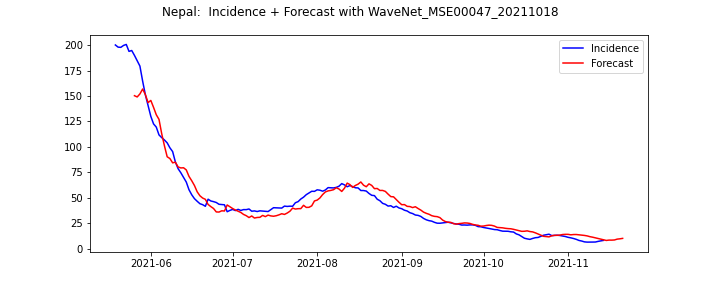 Nepal:  Incidence + Forecast with WaveNet_MSE00047_20211018
Incidence
Forecast
200
175
150
125
100
75
50
25
0
2021-06 2021-07 2021-08 2021-09 2021-10 2021-11